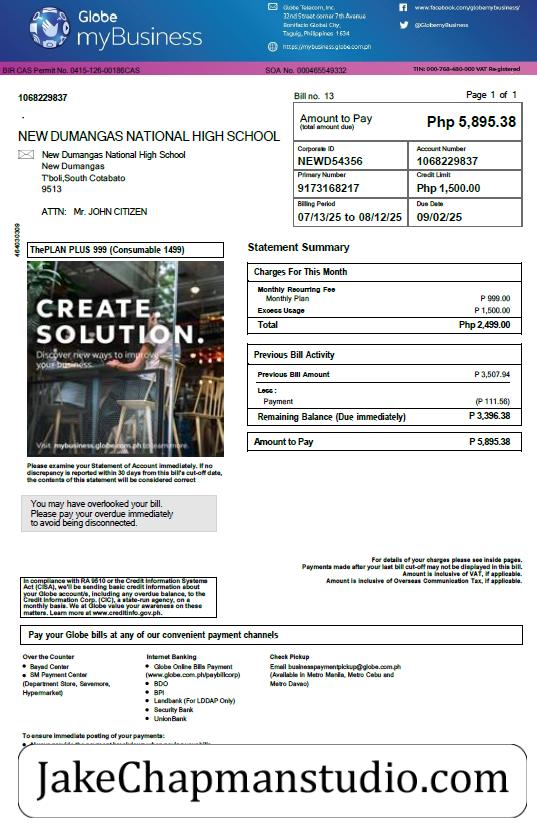 Globe
myBusiness
Globe Telecom, Inc.
32nd Street corner 7th Avenue
Bonifacio Global City,
Taguig, Philippines 1634
https://mybusiness.globe.com.ph
www.facebook.com/globemybusiness/
@GlobemyBusiness
BIR CAS Permit No. 0415-126-00186CAS
SOA No. 000465549332
TIN: 000-768-480-000 VAT Registered
1068229837
Bill no. 13
Page 1 of 1
NEW DUMANGAS NATIONAL HIGH SCHOOL
New Dumangas National High School
New Dumangas
T'boli,South Cotabato
9513
ATTN: Mr. JOHN CITIZEN
Amount to Pay
(total amount due)
Php 5,895.38
Corporate ID
NEWD54356
Account Number
1068229837
Primary Number
9173168217
Credit Limit
Php 1,500.00
Billing Period
07/13/25 to 08/12/25
Due Date
09/02/25
464030309
ThePLAN PLUS 999 (Consumable 1499)
CREATE.
SOLUTION.
Discover new ways to improve
your business.
Visit mybusiness.globe.com.ph to learn more.
Please examine your Statement of Account immediately. If no
discrepancy is reported within 30 days from this bill's cut-off date,
the contents of this statement will be considered correct
You may have overlooked your bill.
Please pay your overdue immediately
to avoid being disconnected.
Statement Summary
Charges For This Month
Monthly Recurring Fee
Monthly Plan P 999.00
Excess Usage P 1,500.00
Total Php 2,499.00
Previous Bill Activity
Previous Bill Amount P 3,507.94
Less :
Payment (P 111.56)
Remaining Balance (Due immediately) P 3,396.38
Amount to Pay P 5,895.38
For details of your charges please see inside pages.
Payments made after your last bill cut-off may not be displayed in this bill.
Amount is inclusive of VAT, if applicable.
Amount is inclusive of Overseas Communication Tax, if applicable.
In compliance with RA 9510 or the Credit Information Systems
Act (CISA), we'll be sending basic credit information about
your Globe account/s, including any overdue balance, to the
Credit Information Corp. (CIC), a state-run agency, on a
monthly basis. We at Globe value your awareness on these
matters. Learn more at www.creditinfo.gov.ph.
Pay your Globe bills at any of our convenient payment channels
Over the Counter
• Bayad Center
• SM Payment Center
(Department Store, Savemore,
Hypermarket)
Internet Banking
• Globe Online Bills Payment
(www.globe.com.ph/paybillcorp)
• BDO
• BPI
• Landbank (For LDDAP Only)
• Security Bank
• UnionBank
Check Pickup
Email businesspaymentpickup@globe.com.ph
(Available in Metro Manila, Metro Cebu and
Metro Davao)
To ensure immediate posting of your payments:
JakeChapmanstudio.com